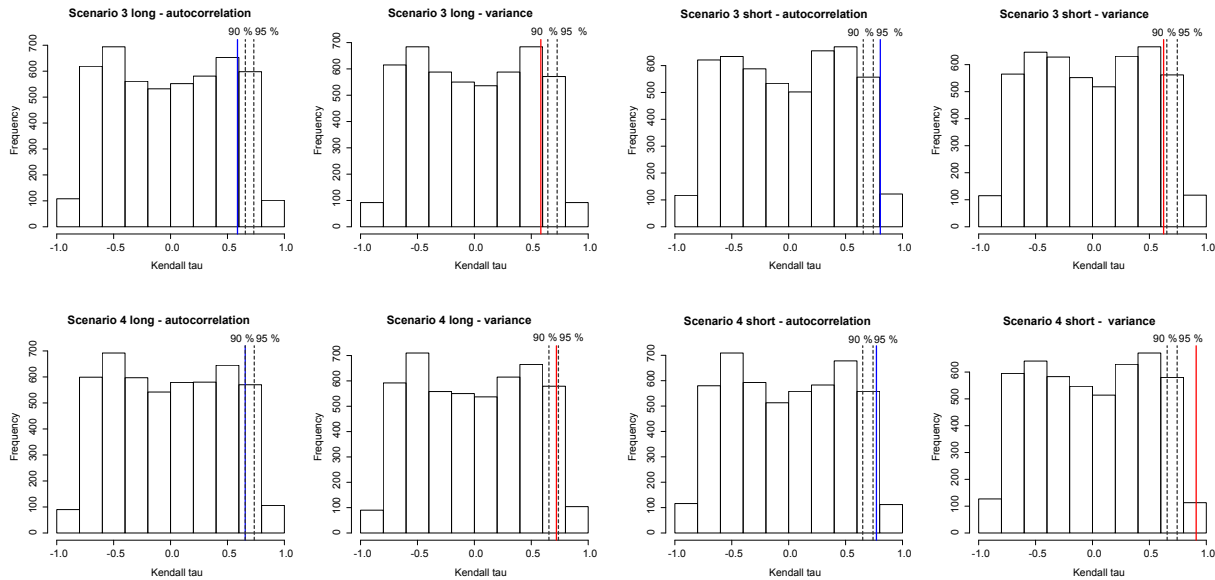 Scenario 3 long - autocorrelation
90 % 95 %
Frequency
0 100 200 300 400 500 600 700
-1.0 -0.5 0.0 0.5 1.0
Kendall tau
Scenario 3 long - variance
90 % 95 %
Frequency
0 100 200 300 400 500 600 700
-1.0 -0.5 0.0 0.5 1.0
Kendall tau
Scenario 3 short - autocorrelation
90 % 95 %
Frequency
0 100 200 300 400 500 600
-1.0 -0.5 0.0 0.5 1.0
Kendall tau
Scenario 3 short - variance
90 % 95 %
Frequency
0 100 200 300 400 500 600
-1.0 -0.5 0.0 0.5 1.0
Kendall tau
Scenario 4 long - autocorrelation
90 % 95 %
Frequency
0 100 200 300 400 500 600 700
-1.0 -0.5 0.0 0.5 1.0
Kendall tau
Scenario 4 long - variance
90 % 95 %
Frequency
0 100 200 300 400 500 600 700
-1.0 -0.5 0.0 0.5 1.0
Kendall tau
Scenario 4 short - autocorrelation
90 % 95 %
Frequency
0 100 200 300 400 500 600 700
-1.0 -0.5 0.0 0.5 1.0
Kendall tau
Scenario 4 short - variance
90 % 95 %
Frequency
0 100 200 300 400 500 600
-1.0 -0.5 0.0 0.5 1.0
Kendall tau